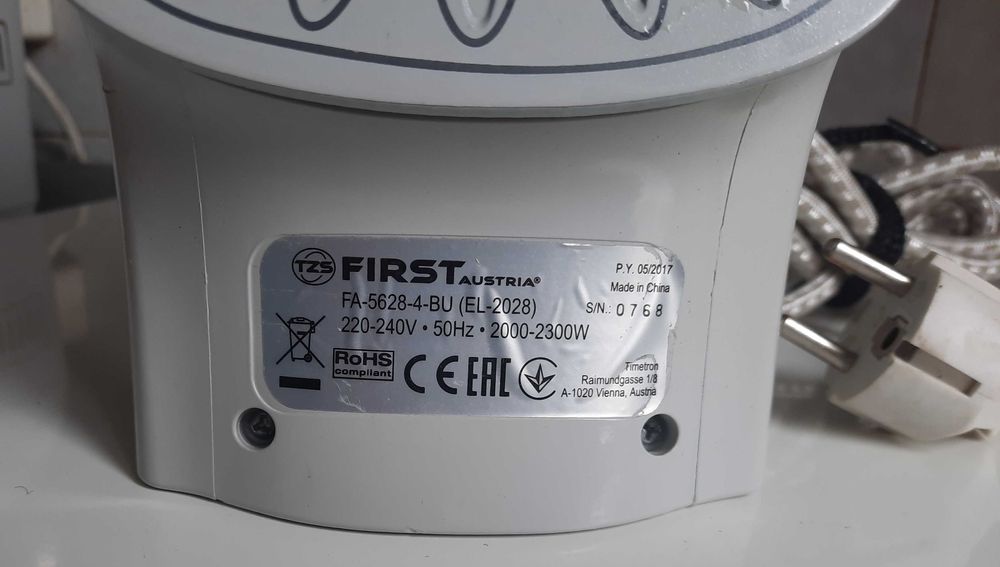 TZS FIRST AUSTRIA®
FA-5628-4-BU (EL-2028)
220-240V • 50Hz • 2000-2300W
RoHS
compliant
CE EAC
P.Y. 05/2017
Made in China
S/N.: 0768
Timetron
Raimundgasse 1/8
A-1020 Vienna, Austria